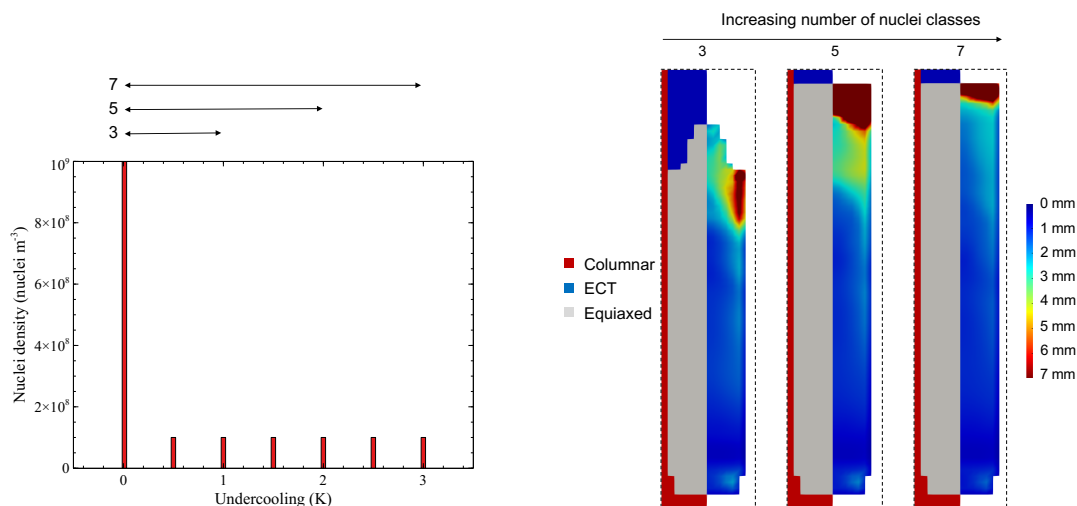 7
5
3
10⁹
8×10⁸
6×10⁸
4×10⁸
2×10⁸
0
Nuclei density (nuclei m⁻³)
0 1 2 3
Undercooling (K)
Increasing number of nuclei classes
3 5 7
Columnar
ECT
Equiaxed
0 mm
1 mm
2 mm
3 mm
4 mm
5 mm
6 mm
7 mm